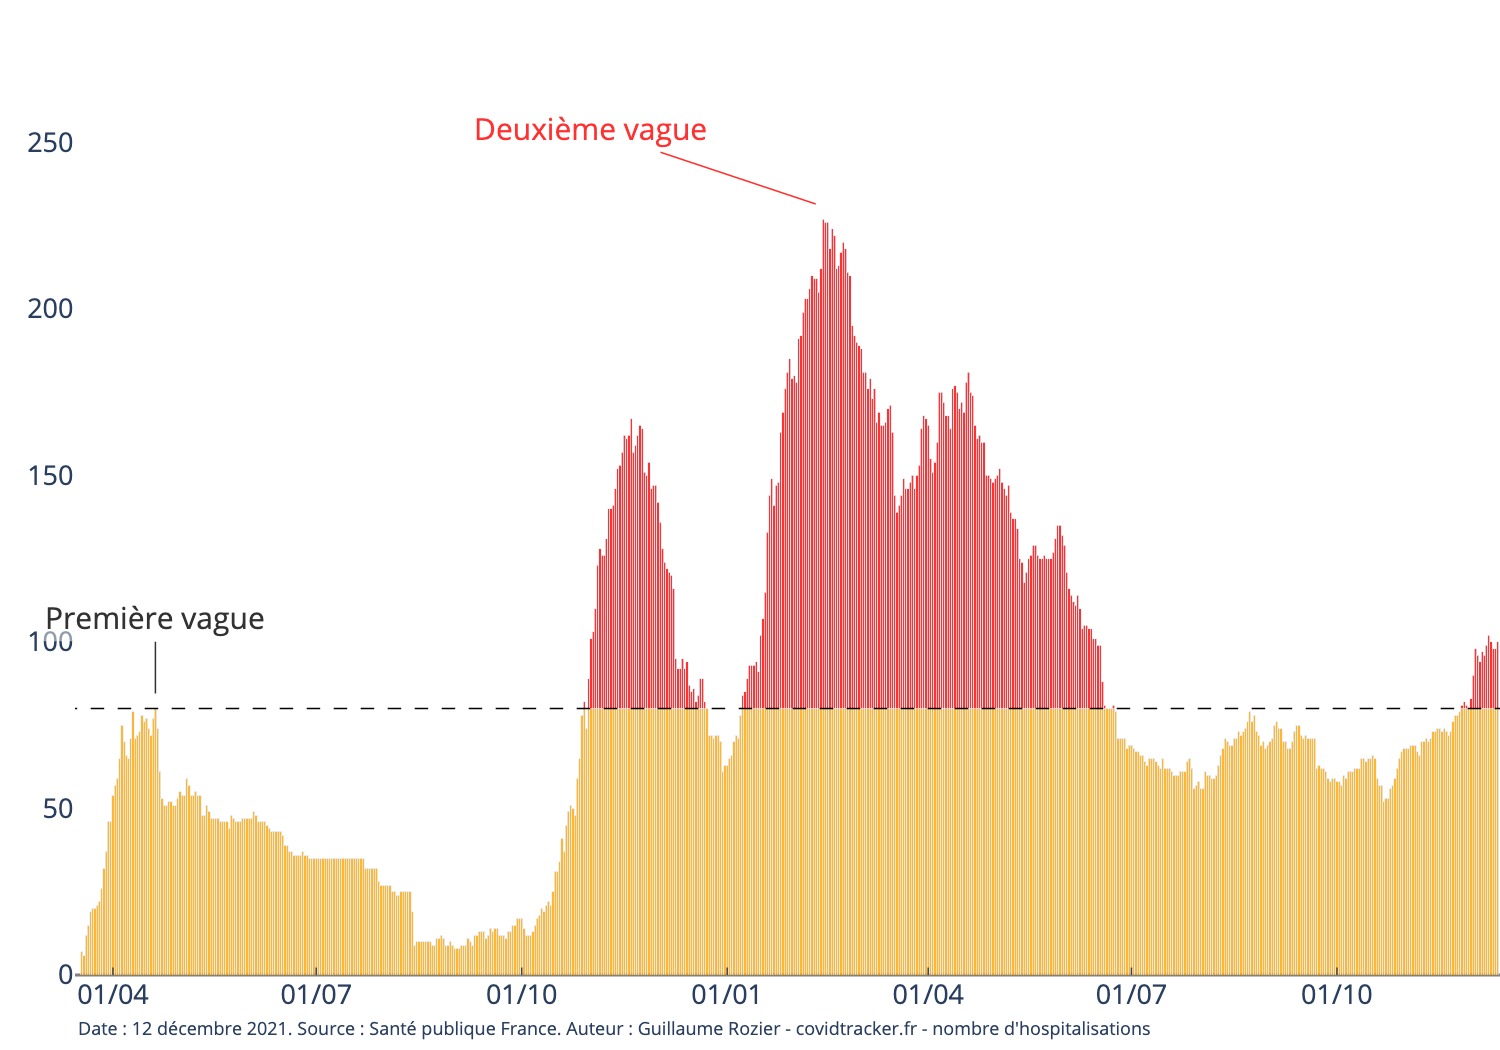 Deuxième vague
250
200
150
Première vague
100
50
0
01/04 01/07 01/10 01/01 01/04 01/07 01/10
Date : 12 décembre 2021. Source : Santé publique France. Auteur : Guillaume Rozier - covidtracker.fr - nombre d'hospitalisations